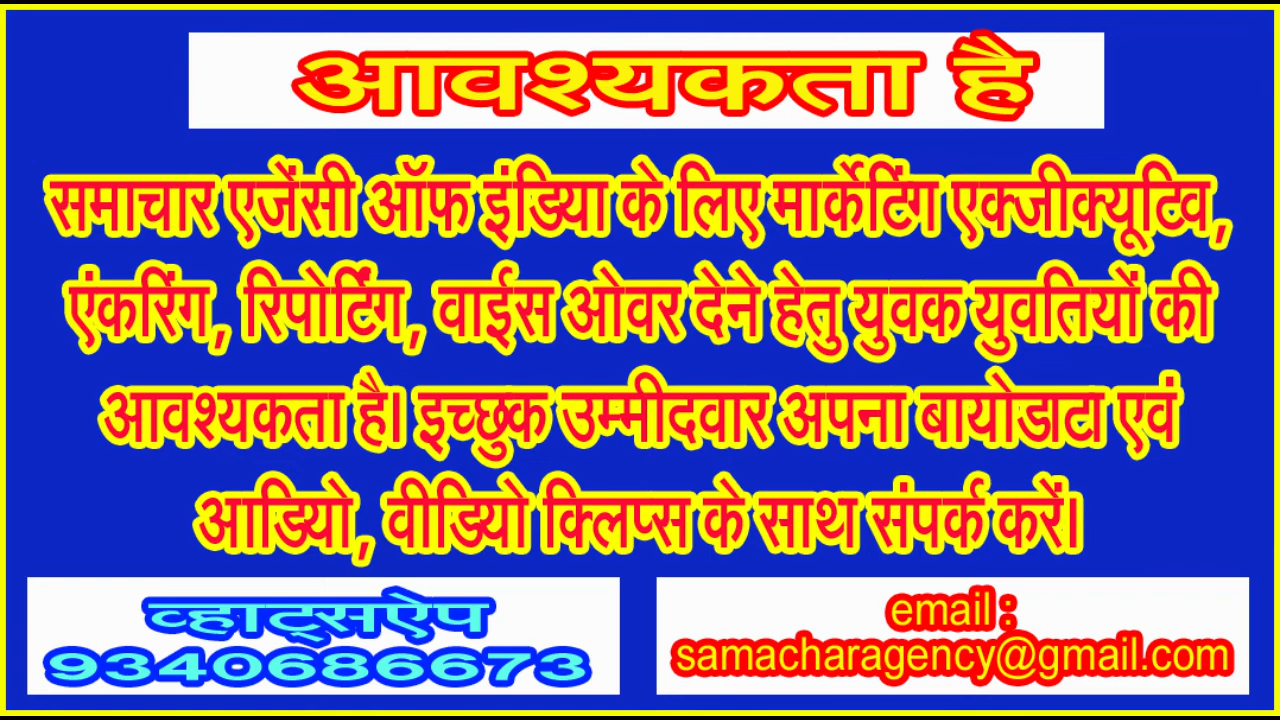 आवश्यकता है
समाचार एजेंसी ऑफ इंडिया के लिए मार्केटिंग एक्जीक्यूटिव,
एंकरिंग, रिपोर्टिंग, वाईस ओवर देने हेतु युवक युवतियों की
आवश्यकता है। इच्छुक उम्मीदवार अपना बायोडाटा एवं
आडियो, वीडियो क्लिप्स के साथ संपर्क करें।
व्हाट्सऐप
9340686673
email :
samacharagency@gmail.com